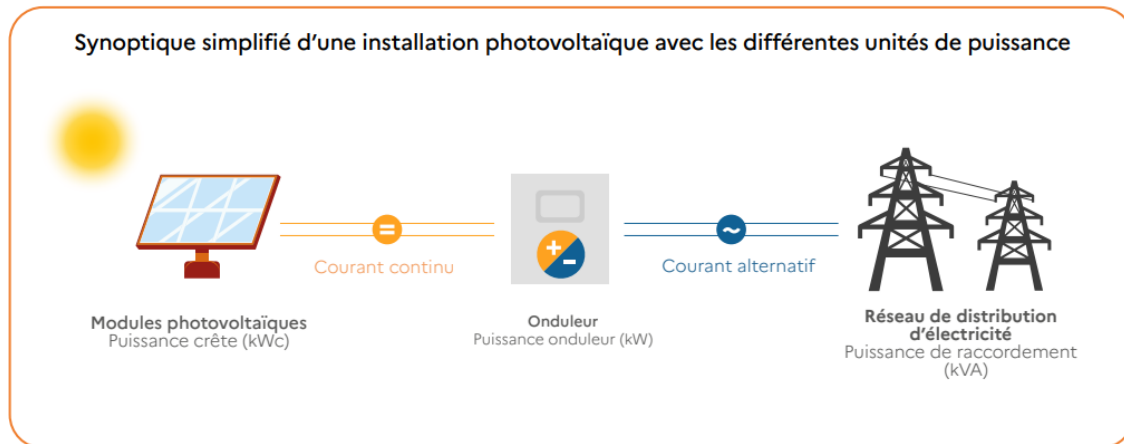 Synoptique simplifié d'une installation photovoltaïque avec les différentes unités de puissance
=
Courant continu
+
-
~
Courant alternatif
Modules photovoltaïques
Puissance crête (kWc)
Onduleur
Puissance onduleur (kW)
Réseau de distribution
d'électricité
Puissance de raccordement
(kVA)